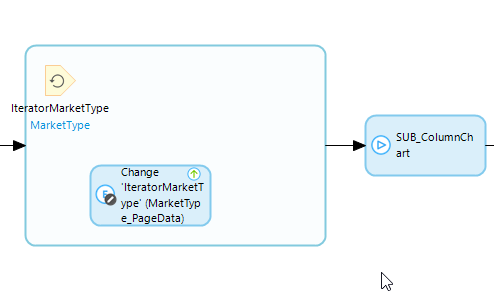 IteratorMarketType
MarketType
Change
'IteratorMarketT
ype' (MarketTyp
e_PageData)
SUB_ColumnCh
art